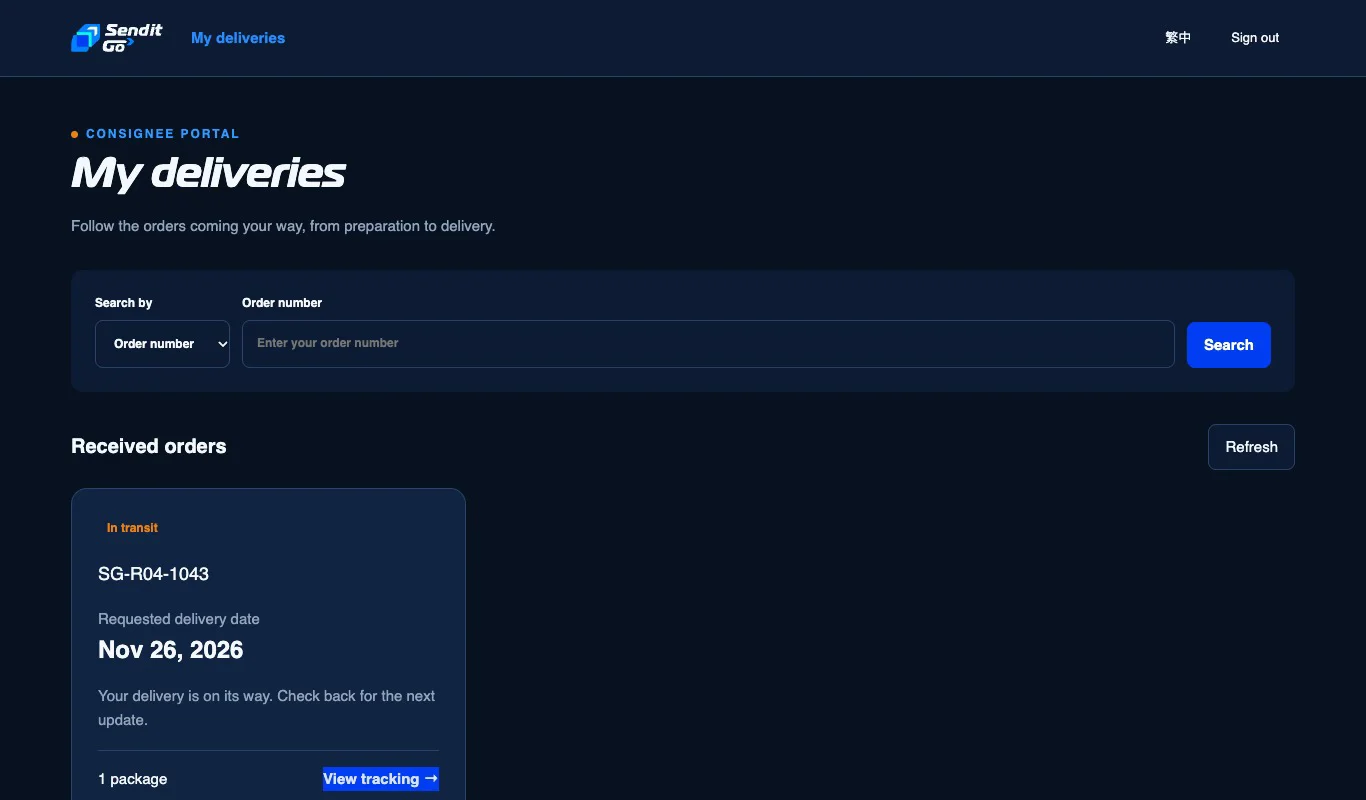 Sendit
Go
My deliveries
繁中
Sign out
CONSIGNEE PORTAL
My deliveries
Follow the orders coming your way, from preparation to delivery.
Search by
Order number
Order number
Enter your order number
Search
Received orders
Refresh
In transit
SG-R04-1043
Requested delivery date
Nov 26, 2026
Your delivery is on its way. Check back for the next
update.
1 package
View tracking →